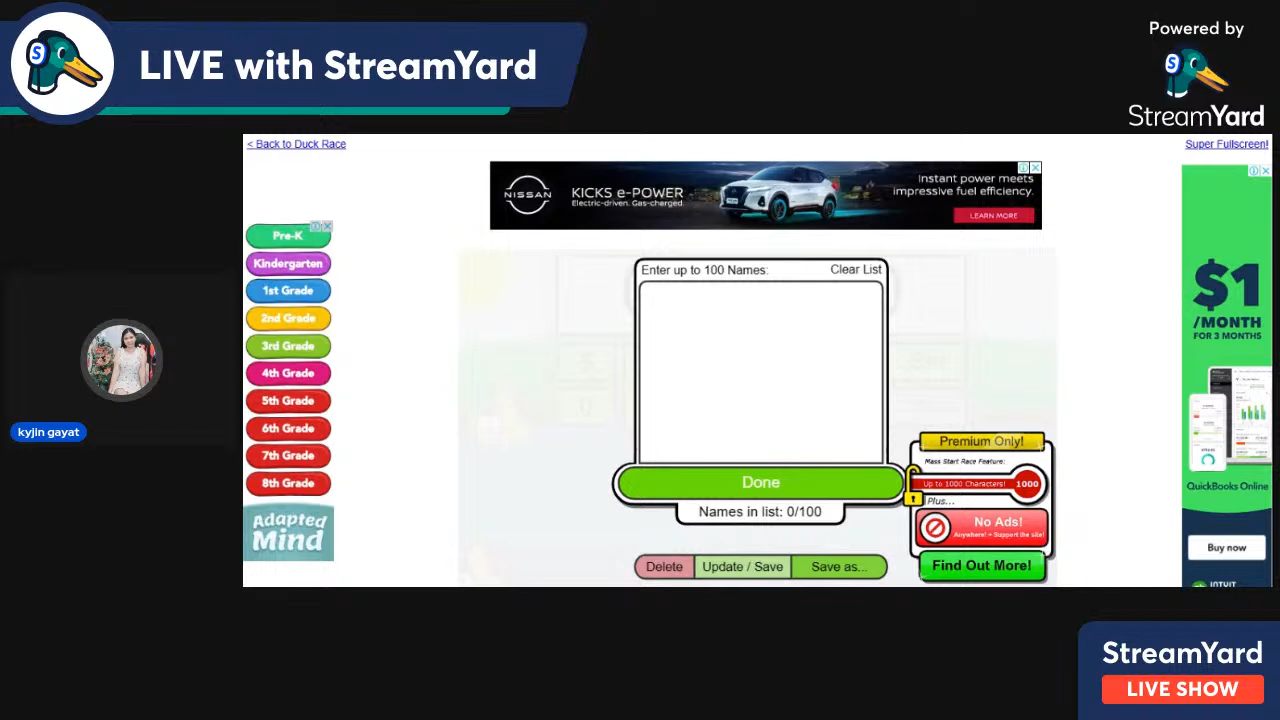 LIVE with StreamYard
Powered by
StreamYard
< Back to Duck Race
Super Fullscreen!
NISSAN
KICKS e-POWER
Electric-driven. Gas-charged.
Instant power meets
impressive fuel efficiency.
LEARN MORE
Pre-K
Kindergarten
1st Grade
2nd Grade
3rd Grade
4th Grade
5th Grade
6th Grade
7th Grade
8th Grade
Adapted
Mind
Enter up to 100 Names:
Clear List
Done
Names in list: 0/100
Delete
Update / Save
Save as...
Premium Only!
Mass Start Race Feature:
Up to 1000 Characters!
1000
Plus...
No Ads!
Anywhere! + Support the site!
Find Out More!
$1
/MONTH
FOR 3 MONTHS
QuickBooks Online
Buy now
INTUIT
kyjin gayat
StreamYard
LIVE SHOW